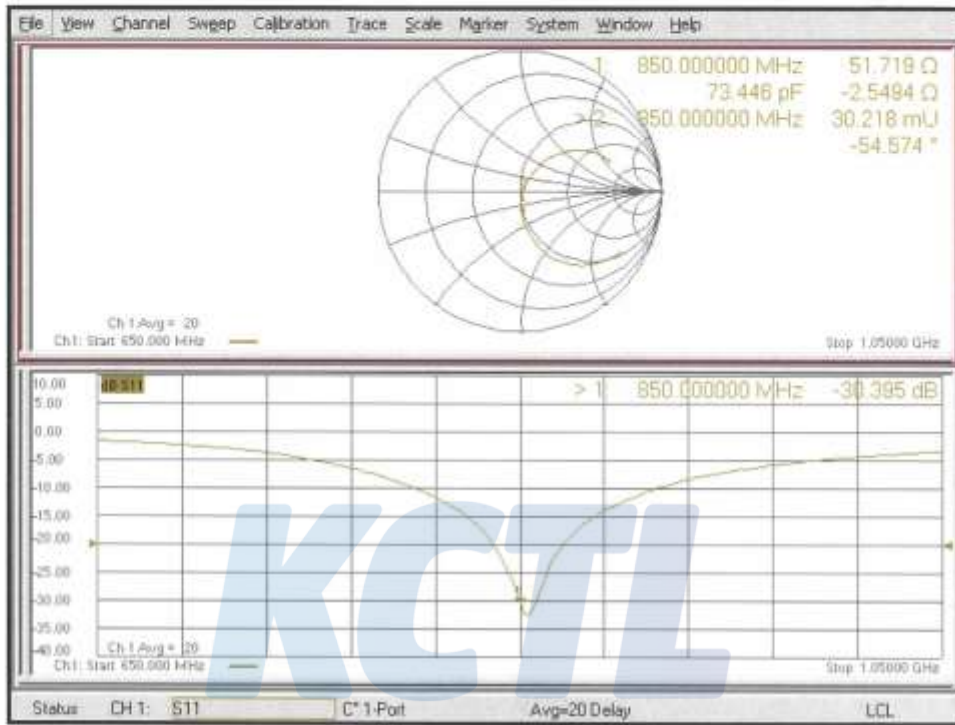 File View Channel Sweep Calibration Trace Scale Marker System Window Help
1 850.000000 MHz 51.719 Ω
73.446 pF -2.5494 Ω
> 2 850.000000 MHz 30.218 mU
-54.574 °
Ch 1 Avg = 20
Ch1: Start 650.000 MHz
Stop 1.05000 GHz
10.00 dB S11
> 1 850.000000 MHz -30.395 dB
5.00
0.00
-5.00
-10.00
-15.00
-20.00
-25.00
-30.00
-35.00
-40.00
Ch 1 Avg = 20
Ch1: Start 650.000 MHz
Stop 1.05000 GHz
KCTL
Status CH 1: S11 C* 1-Port Avg=20 Delay LCL